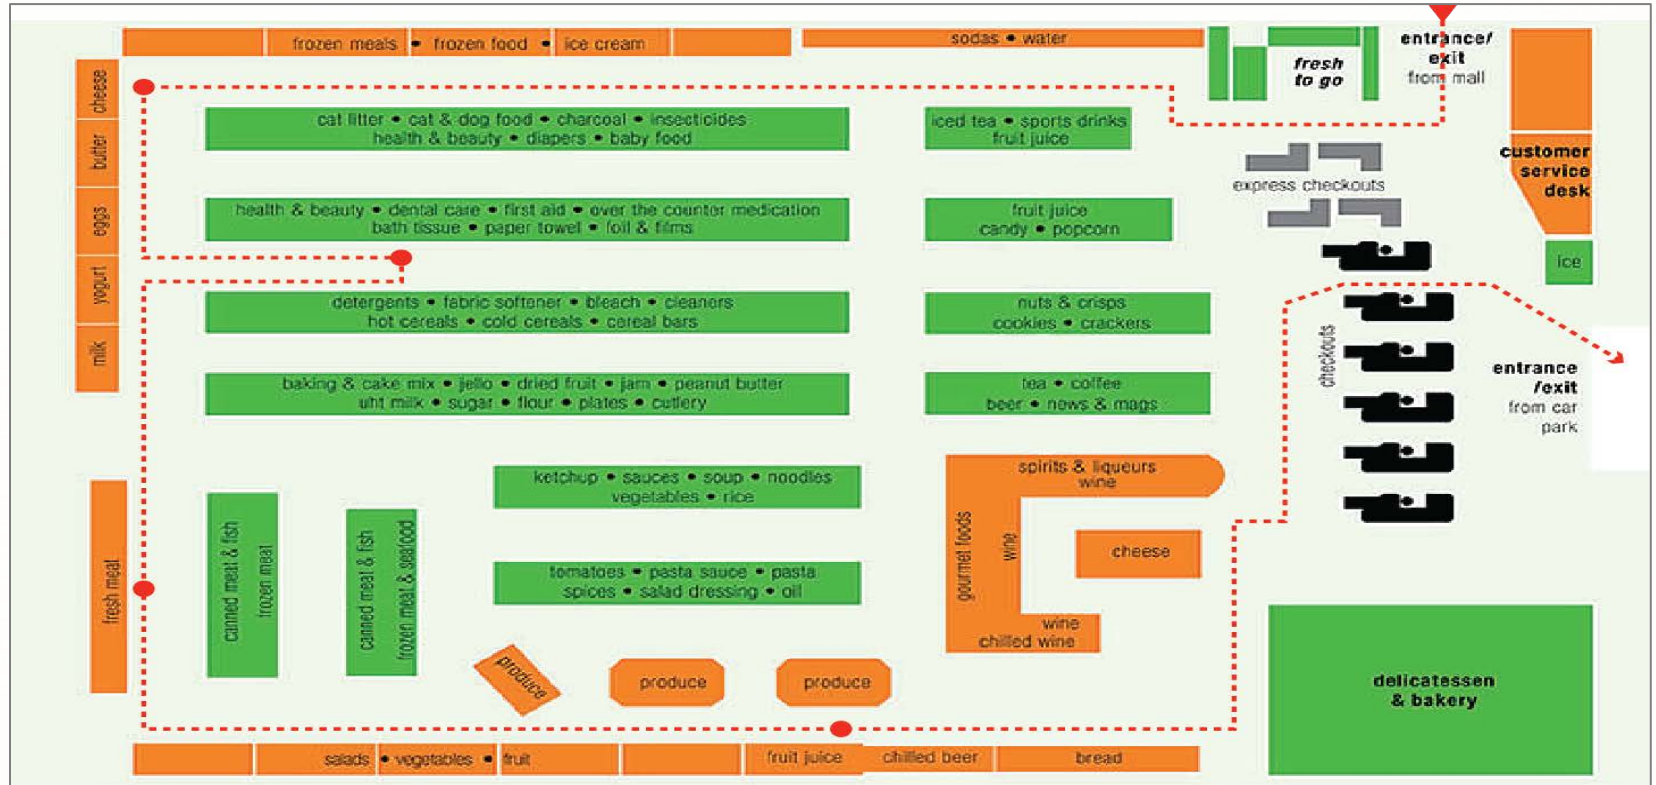 frozen meals • frozen food • ice cream
sodas • water
fresh
to go
entrance/
exit
from mall
cheese
butter
eggs
yogurt
milk
cat litter • cat & dog food • charcoal • insecticides
health & beauty • diapers • baby food
iced tea • sports drinks
fruit juice
express checkouts
customer
service
desk
health & beauty • dental care • first aid • over the counter medication
bath tissue • paper towel • foil & films
fruit juice
candy • popcorn
ice
detergents • fabric softener • bleach • cleaners
hot cereals • cold cereals • cereal bars
nuts & crisps
cookies • crackers
checkouts
entrance
/exit
from car
park
baking & cake mix • jello • dried fruit • jam • peanut butter
uht milk • sugar • flour • plates • cutlery
tea • coffee
beer • news & mags
fresh meat
canned meat & fish
frozen meat
canned meat & fish
frozen meat & seafood
ketchup • sauces • soup • noodles
vegetables • rice
tomatoes • pasta sauce • pasta
spices • salad dressing • oil
spirits & liqueurs
wine
gourmet foods
wine
cheese
wine
chilled wine
produce
produce
produce
delicatessen
& bakery
salads • vegetables • fruit
fruit juice
chilled beer
bread